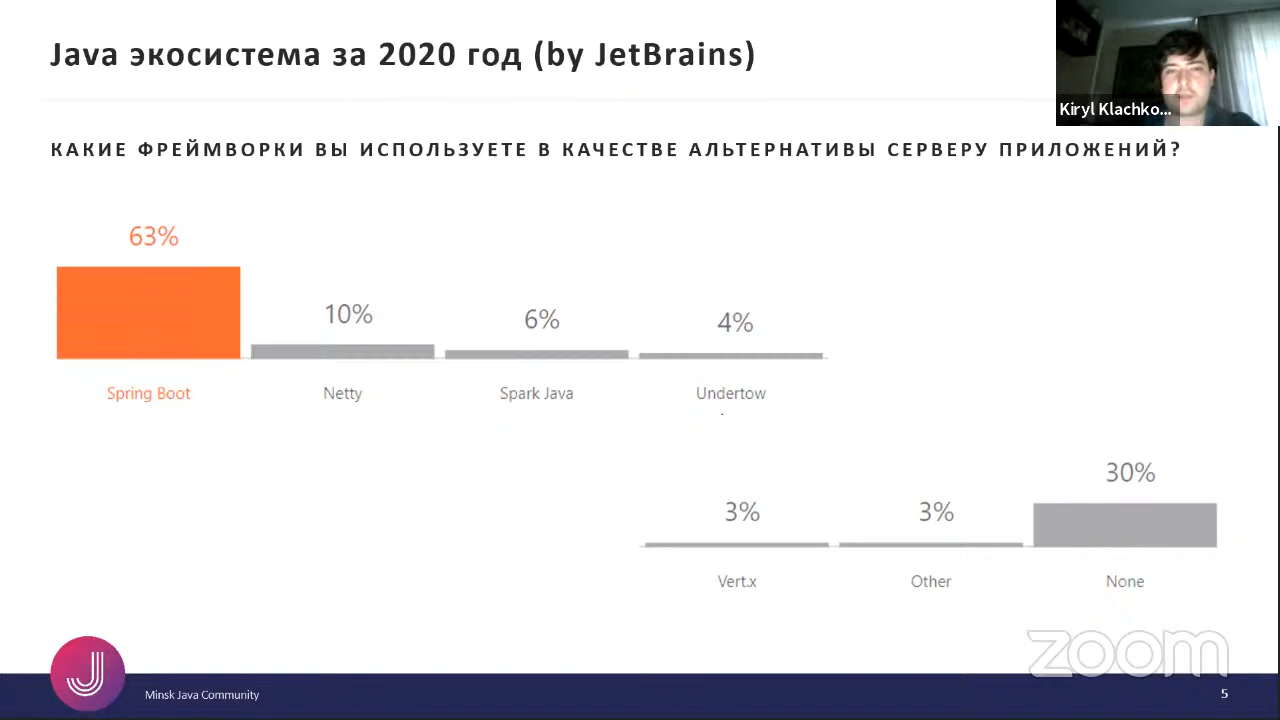 Java экосистема за 2020 год (by JetBrains)
Kiryl Klachko...
КАКИЕ ФРЕЙМВОРКИ ВЫ ИСПОЛЬЗУЕТЕ В КАЧЕСТВЕ АЛЬТЕРНАТИВЫ СЕРВЕРУ ПРИЛОЖЕНИЙ?
63%
10%
6%
4%
Spring Boot
Netty
Spark Java
Undertow
3%
3%
30%
Vert.x
Other
None
zoom
J
Minsk Java Community
5